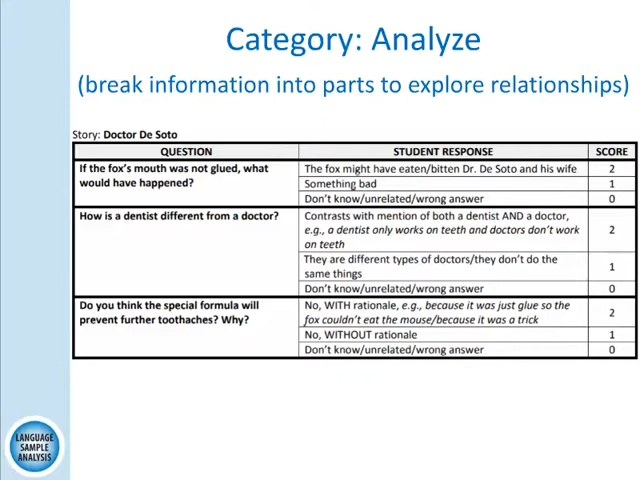 Category: Analyze
(break information into parts to explore relationships)
Story: Doctor De Soto
QUESTION STUDENT RESPONSE SCORE
If the fox's mouth was not glued, what
would have happened?
The fox might have eaten/bitten Dr. De Soto and his wife 2
Something bad 1
Don't know/unrelated/wrong answer 0
How is a dentist different from a doctor?
Contrasts with mention of both a dentist AND a doctor,
e.g., a dentist only works on teeth and doctors don't work
on teeth
2
They are different types of doctors/they don't do the
same things
1
Don't know/unrelated/wrong answer 0
Do you think the special formula will
prevent further toothaches? Why?
No, WITH rationale, e.g., because it was just glue so the
fox couldn't eat the mouse/because it was a trick
2
No, WITHOUT rationale 1
Don't know/unrelated/wrong answer 0
LANGUAGE
SAMPLE
ANALYSIS